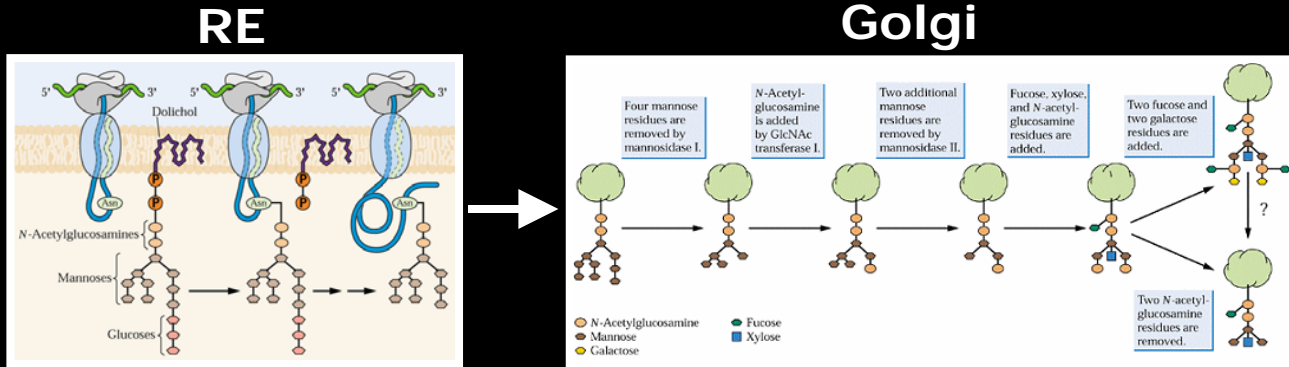 RE
Golgi
5’
3’
5’
3’
5’
3’
Dolichol
P
P
P
P
Asn
Asn
Asn
N-Acetylglucosamines
Mannoses
Glucoses
Four mannose
residues are
removed by
mannosidase I.
N-Acetyl-
glucosamine
is added
by GlcNAc
transferase I.
Two additional
mannose
residues are
removed by
mannosidase II.
Fucose, xylose,
and N-acetyl-
glucosamine
residues are
added.
Two fucose and
two galactose
residues are
added.
?
Two N-acetyl-
glucosamine
residues are
removed.
N-Acetylglucosamine
Mannose
Galactose
Fucose
Xylose